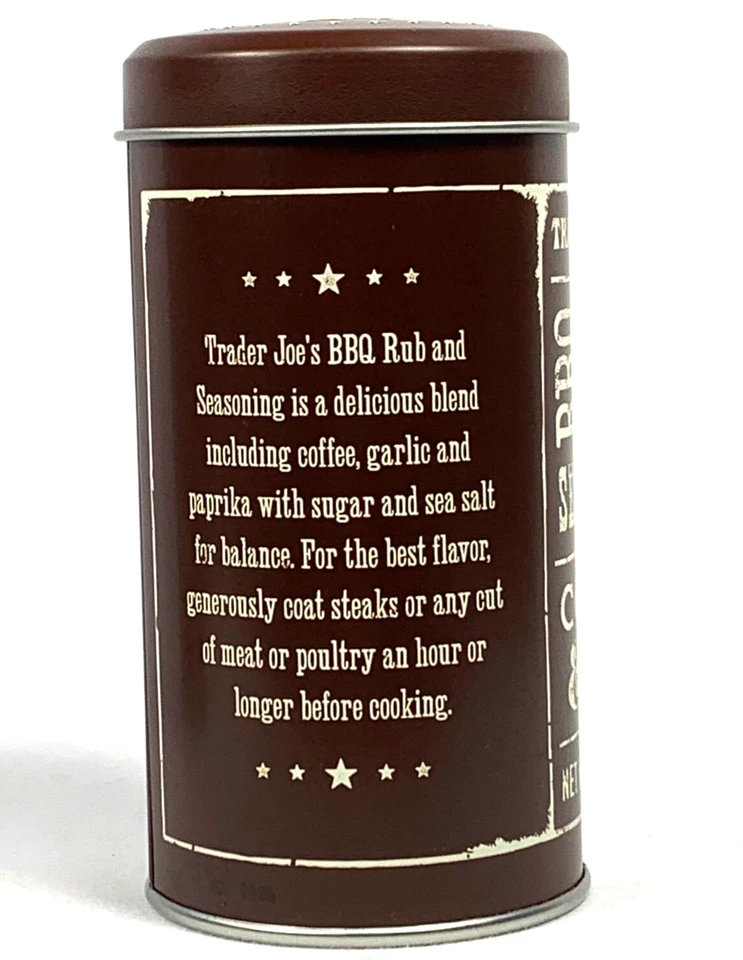 Trader Joe's BBQ Rub and
Seasoning is a delicious blend
including coffee, garlic and
paprika with sugar and sea salt
for balance. For the best flavor,
generously coat steaks or any cut
of meat or poultry an hour or
longer before cooking.
BBQ
&
NET